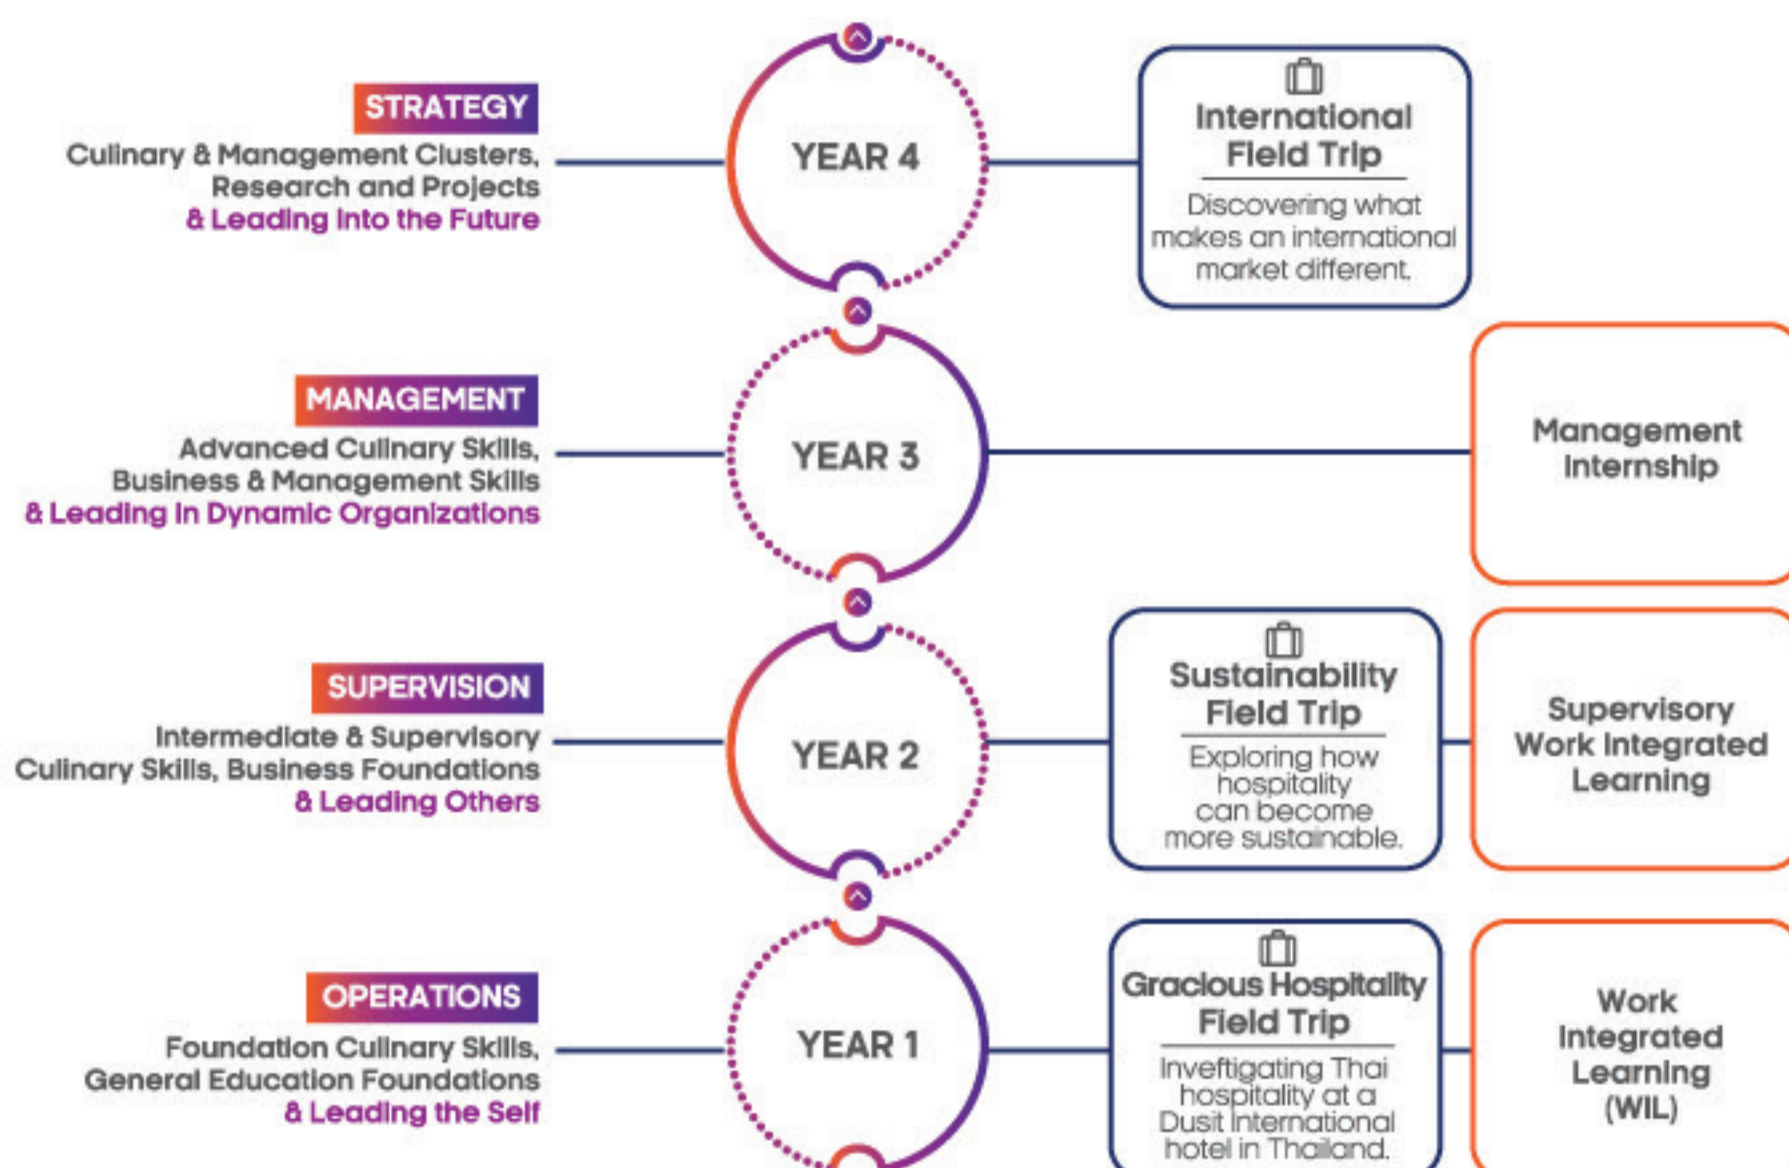 STRATEGY
Culinary & Management Clusters,
Research and Projects
& Leading Into the Future
YEAR 4
International
Field Trip
Discovering what
makes an international
market different.
MANAGEMENT
Advanced Culinary Skills,
Business & Management Skills
& Leading in Dynamic Organizations
YEAR 3
Management
Internship
SUPERVISION
Intermediate & Supervisory
Culinary Skills, Business Foundations
& Leading Others
YEAR 2
Sustainability
Field Trip
Exploring how
hospitality
can become
more sustainable.
Supervisory
Work Integrated
Learning
OPERATIONS
Foundation Culinary Skills,
General Education Foundations
& Leading the Self
YEAR 1
Gracious Hospitality
Field Trip
Inveftigating Thai
hospitality at a
Dusit International
hotel in Thailand.
Work
Integrated
Learning
(WIL)